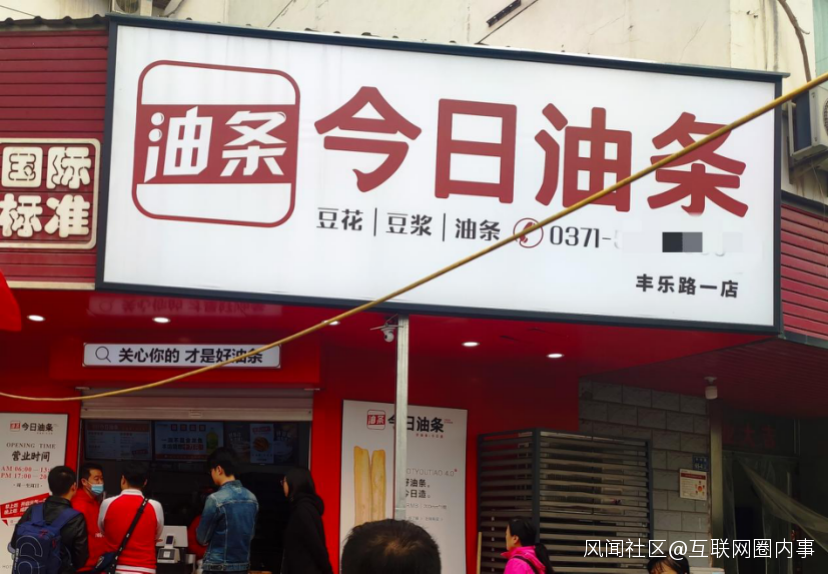 国际
标准
油条
今日油条
豆花|豆浆|油条 0371-
丰乐路一店
关心你的 才是好油条
今日油条
OPENING TIME
营业时间
今日油条
风闻社区@互联网圈内事